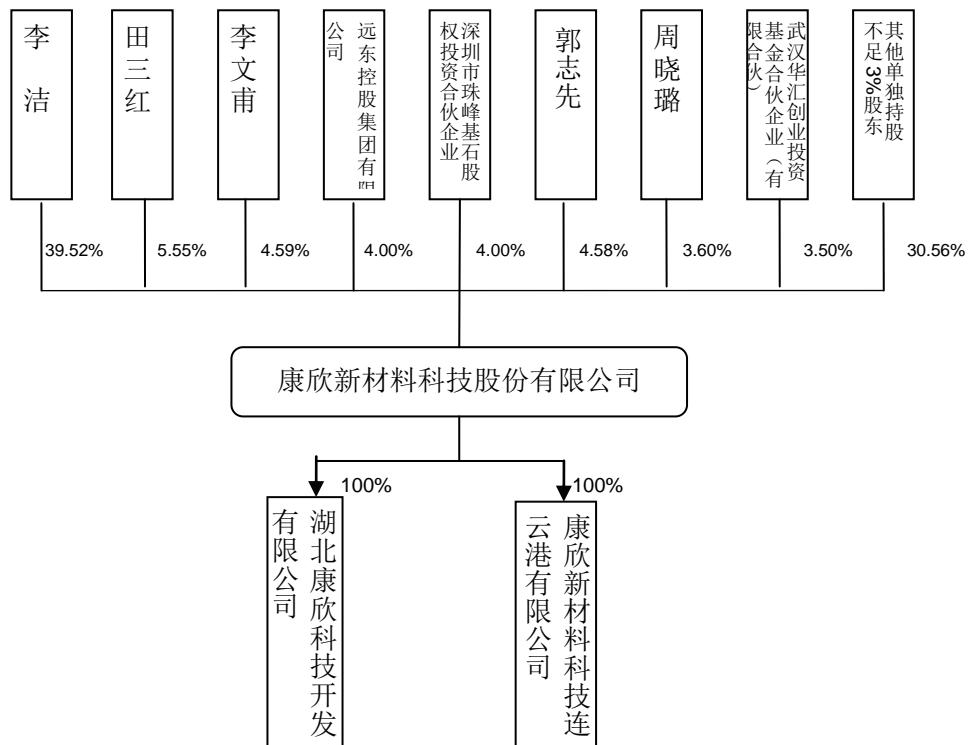 李 洁
田三红
李文甫
远东控股集团有限
公司
深圳市珠峰基石股
权投资合伙企业
郭志先
周晓璐
武汉华汇创业投资
基金合伙企业（有
限合伙）
其他单独持股
不足3%股东
39.52%
5.55%
4.59%
4.00%
4.00%
4.58%
3.60%
3.50%
30.56%
康欣新材料科技股份有限公司
100%
100%
湖北康欣科技开发
有限公司
康欣新材料科技连
云港有限公司